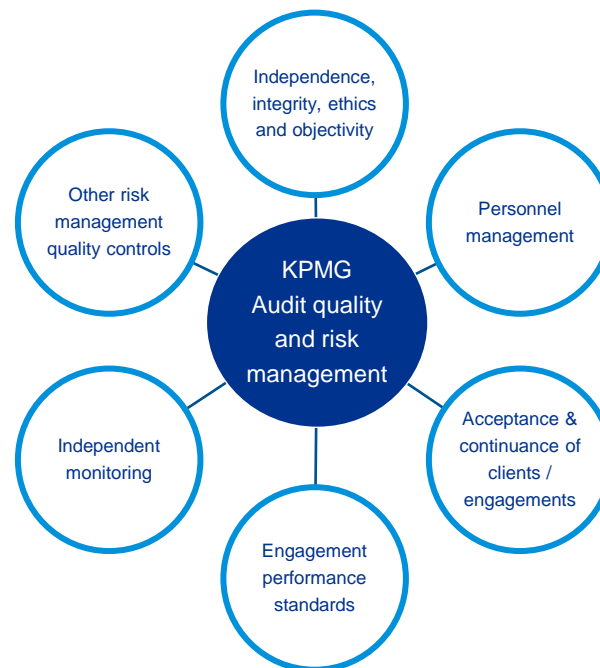 Independence,
integrity, ethics
and objectivity
Other risk
management
quality controls
Personnel
management
KPMG
Audit quality
and risk
management
Independent
monitoring
Acceptance &
continuance of
clients /
engagements
Engagement
performance
standards